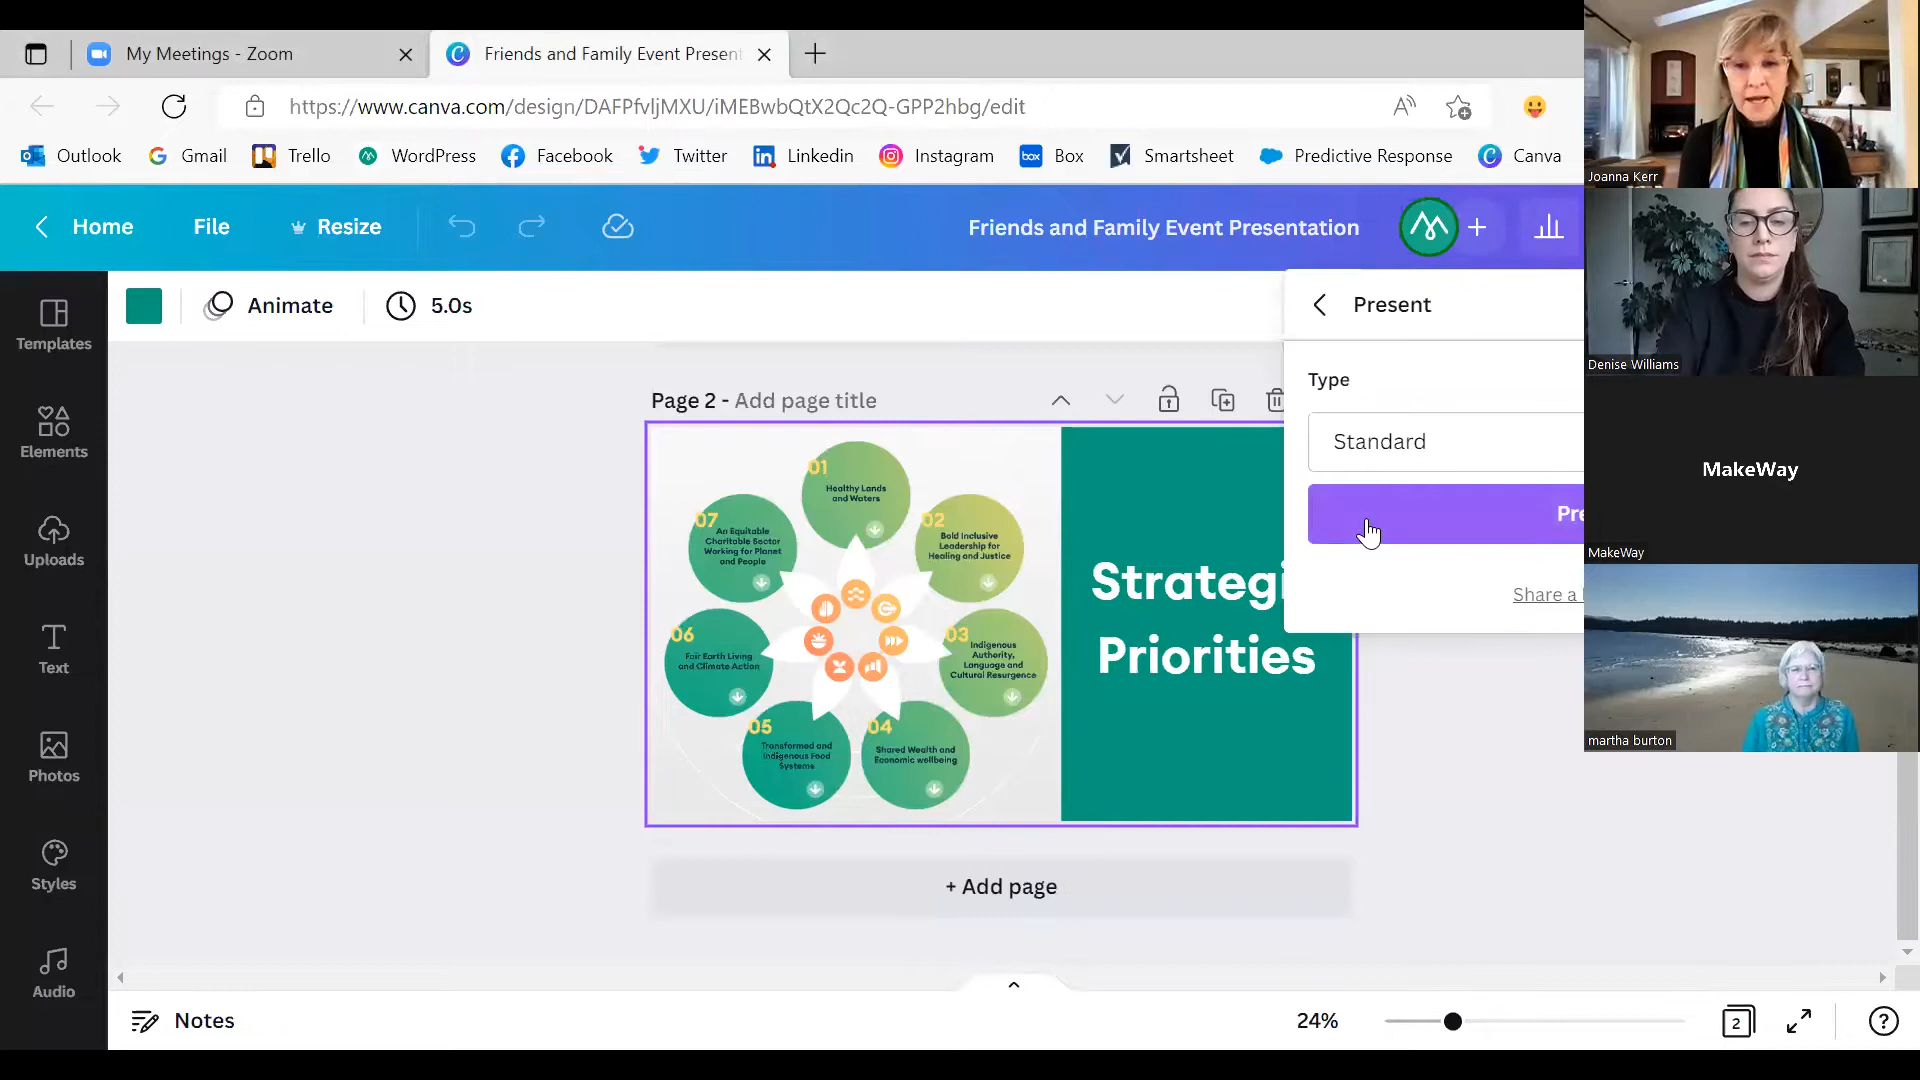 My Meetings - Zoom
Friends and Family Event Present
https://www.canva.com/design/DAFPfvljMXU/iMEBwbQtX2Qc2Q-GPP2hbg/edit
Outlook
Gmail
Trello
WordPress
Facebook
Twitter
Linkedin
Instagram
box
Box
Smartsheet
Predictive Response
Canva
Home
File
Resize
Friends and Family Event Presentation
Animate
5.0s
Present
Type
Standard
Pre
Share a
Templates
Elements
Uploads
Text
Photos
Styles
Audio
Page 2 - Add page title
01
Healthy Lands
and Waters
02
Bold Inclusive
Leadership for
Healing and Justice
03
Indigenous
Authority,
Language and
Cultural Resurgence
04
Shared Wealth and
Economic wellbeing
05
Transformed and
Indigenous Food
Systems
06
Fair Earth Living
and Climate Action
07
An Equitable
Charitable Sector
Working for Planet
and People
Strategi
Priorities
+ Add page
Notes
24%
2
Joanna Kerr
Denise Williams
MakeWay
MakeWay
martha burton